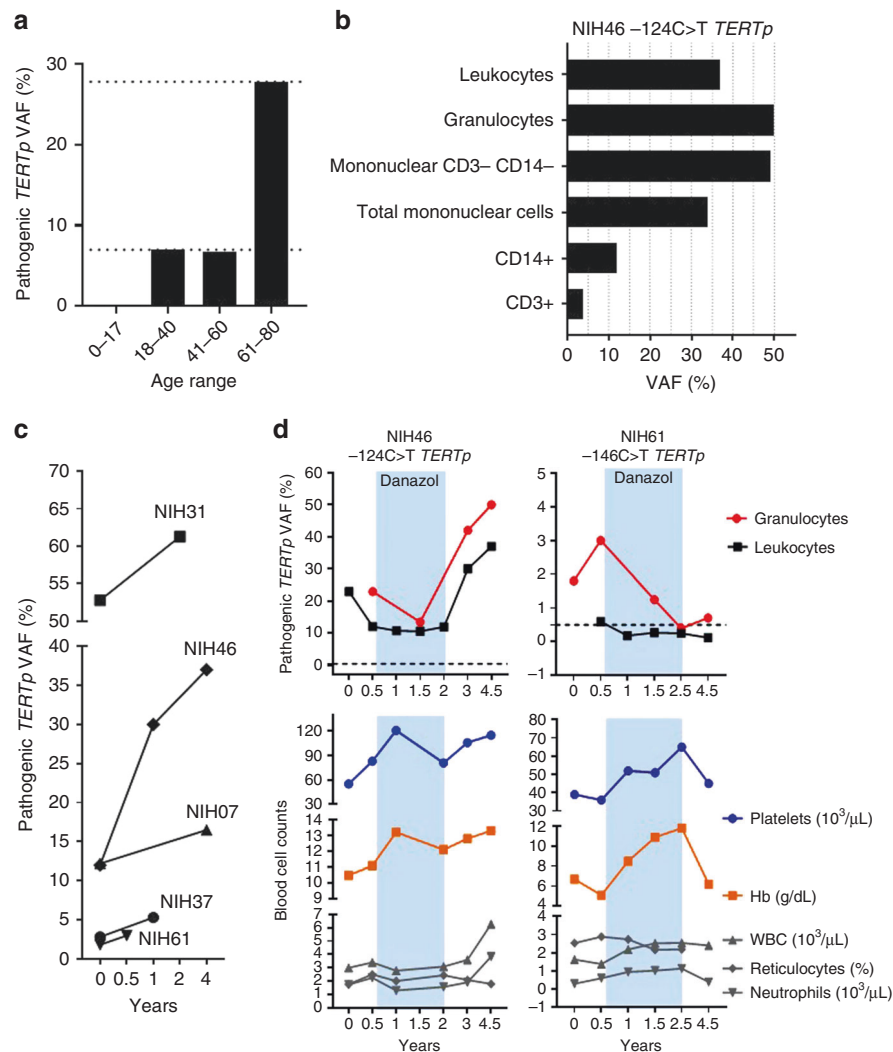 a
Pathogenic TERTp VAF (%)
30
20
10
0
0–17
18–40
41–60
61–80
Age range
b
NIH46 –124C>T TERTp
Leukocytes
Granulocytes
Mononuclear CD3– CD14–
Total mononuclear cells
CD14+
CD3+
0 10 20 30 40 50
VAF (%)
c
Pathogenic TERTp VAF (%)
70
65
60
55
50
40
35
30
25
20
15
10
5
0
NIH31
NIH46
NIH07
NIH37
NIH61
0 0.5 1 2 4
Years
d
NIH46
–124C>T TERTp
Danazol
Pathogenic TERTp VAF (%)
60
50
40
30
20
10
0
0 0.5 1 1.5 2 3 4.5
NIH61
–146C>T TERTp
Danazol
5
4
3
2
1
0
–1
0 0.5 1 1.5 2.5 4.5
Granulocytes
Leukocytes
Blood cell counts
120
90
60
30
14
13
12
11
10
9
7
6
5
4
3
2
1
0
0 0.5 1 2 3 4.5
Years
80
70
60
50
40
30
12
10
8
6
4
4
3
2
1
0
–1
0 0.5 1 1.5 2.5 4.5
Years
Platelets (10³/µL)
Hb (g/dL)
WBC (10³/µL)
Reticulocytes (%)
Neutrophils (10³/µL)